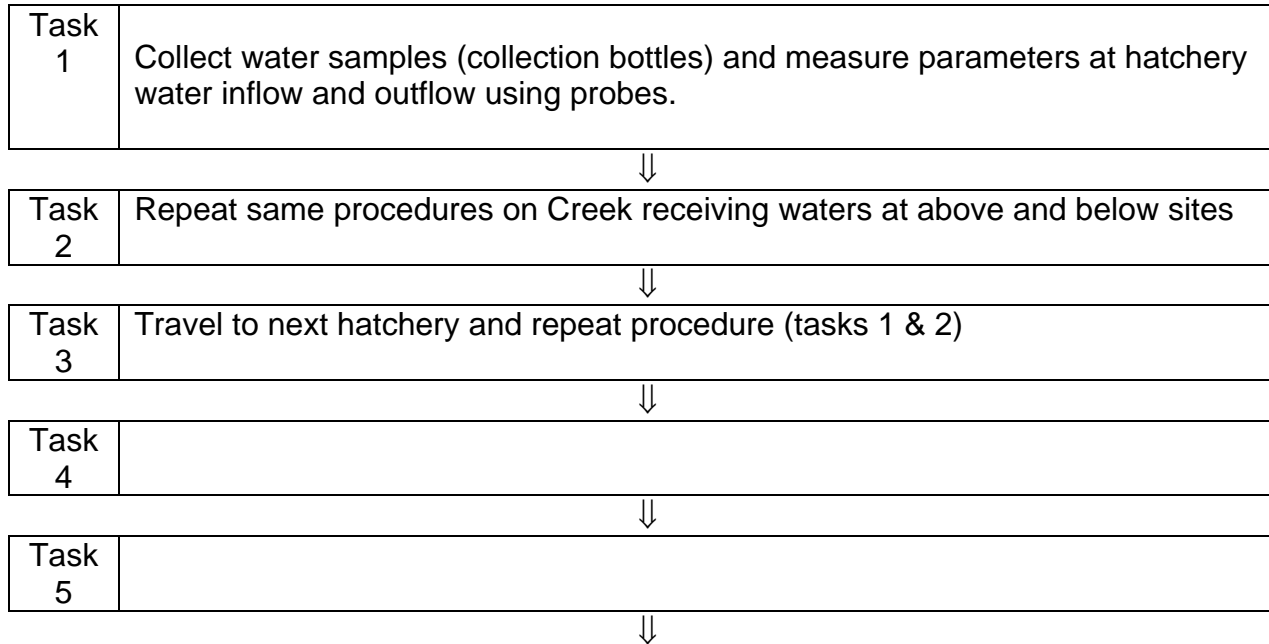 Task
1
Collect water samples (collection bottles) and measure parameters at hatchery
water inflow and outflow using probes.
⇓
Task
2
Repeat same procedures on Creek receiving waters at above and below sites
⇓
Task
3
Travel to next hatchery and repeat procedure (tasks 1 & 2)
⇓
Task
4
⇓
Task
5
⇓